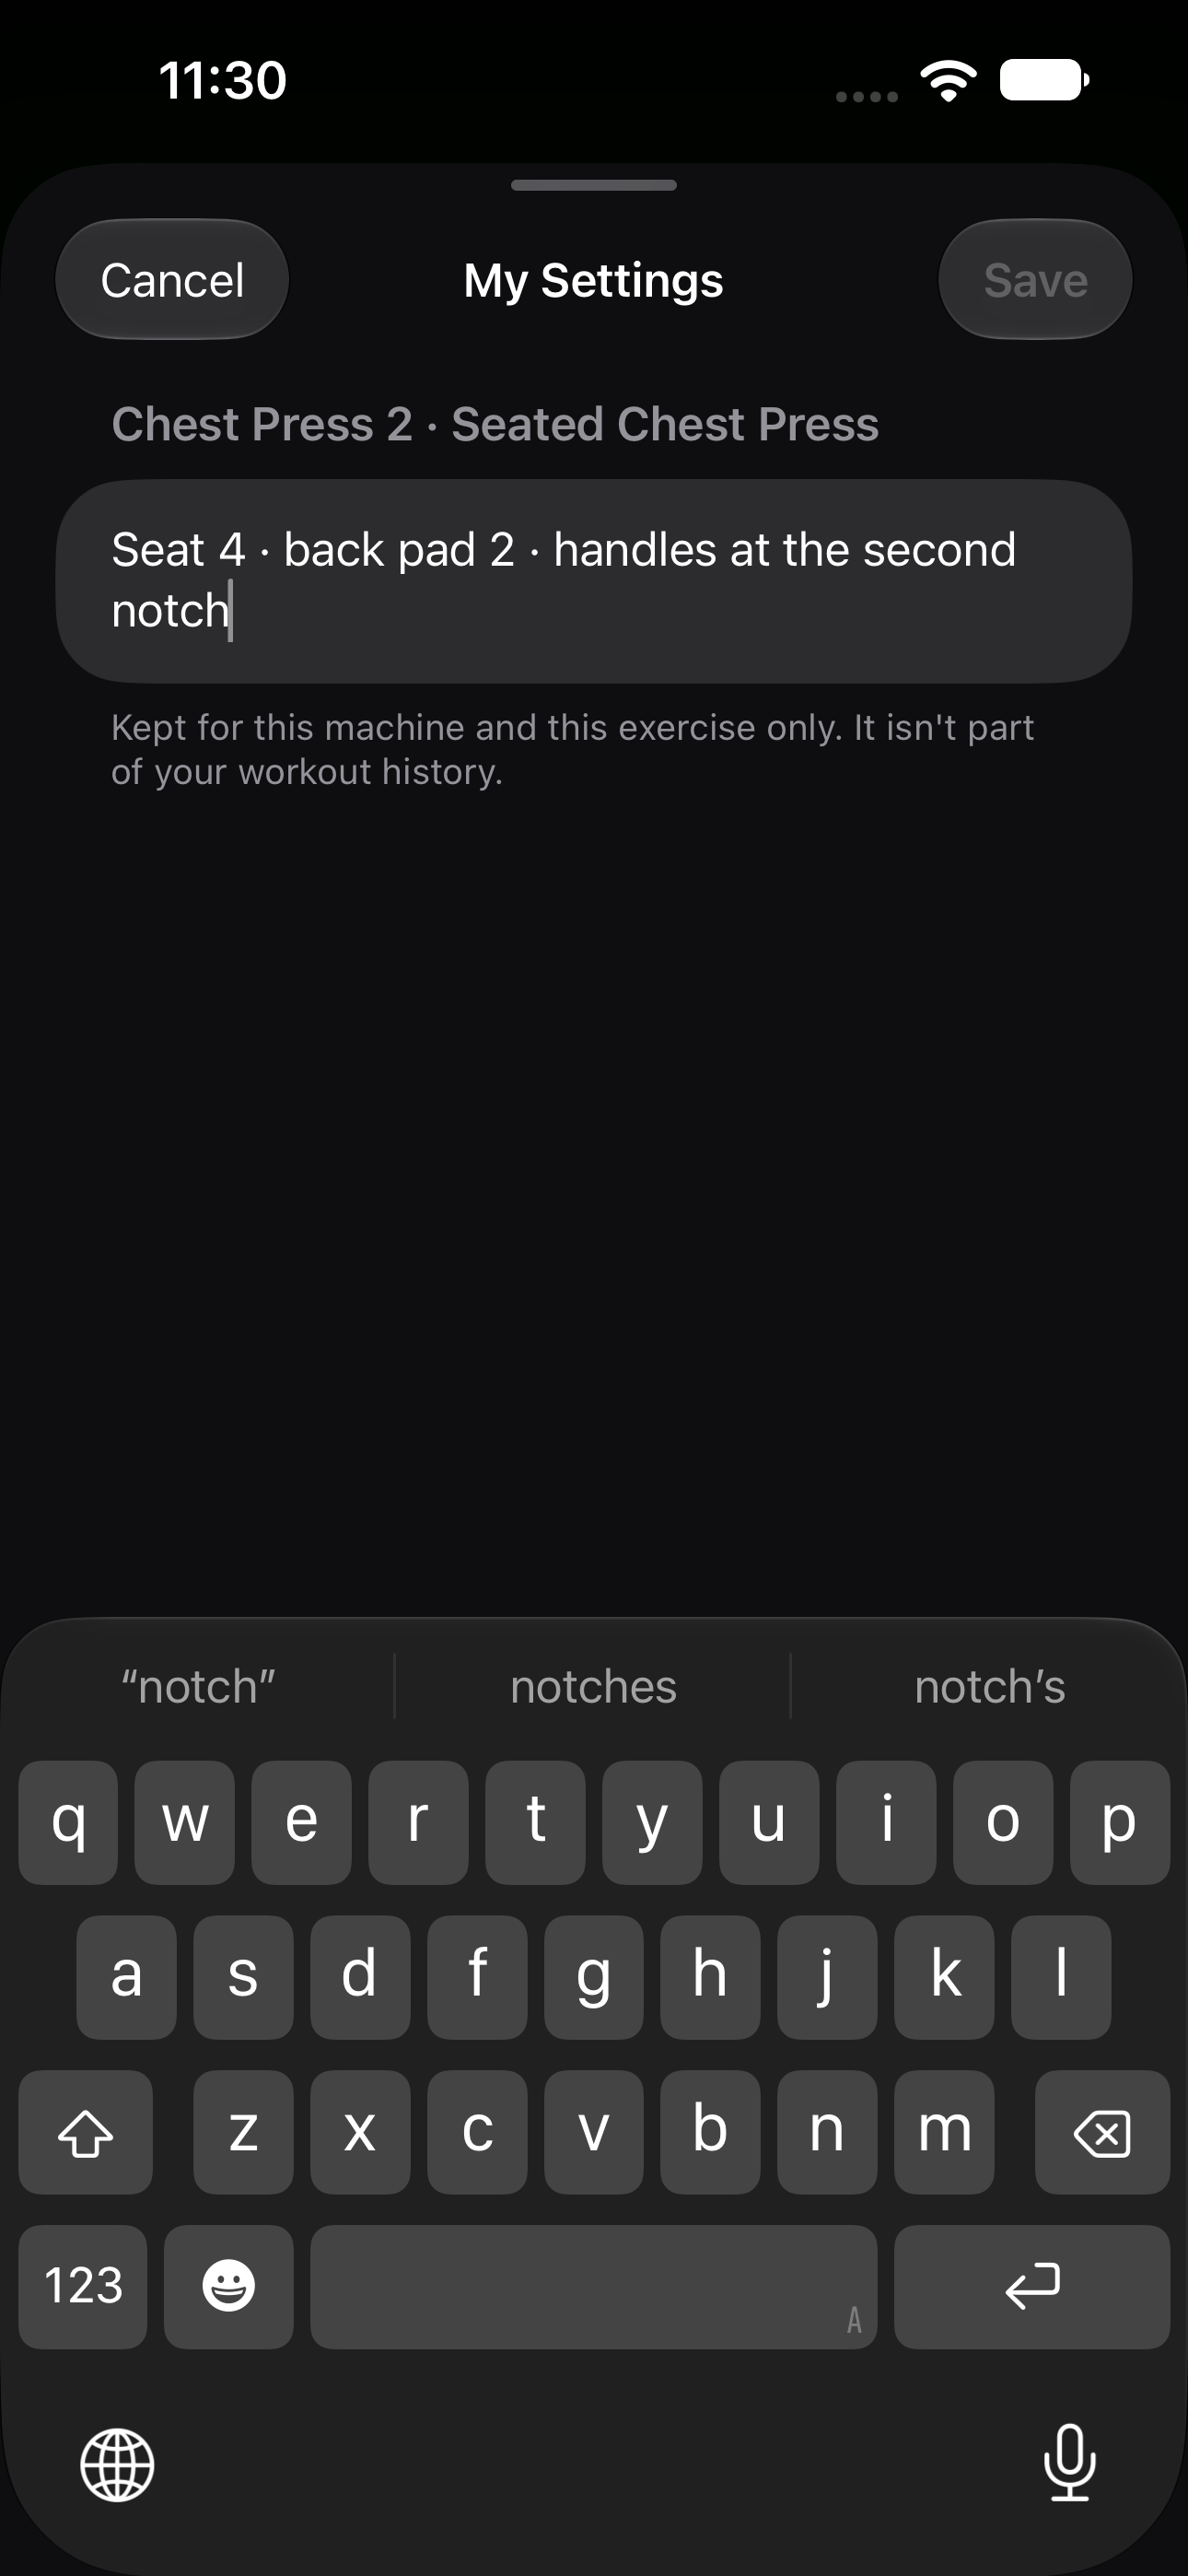 11:30
Cancel
My Settings
Save
Chest Press 2 · Seated Chest Press
Seat 4 · back pad 2 · handles at the second
notch
Kept for this machine and this exercise only. It isn't part
of your workout history.
“notch”
notches
notch’s
q w e r t y u i o p
a s d f g h j k l
z x c v b n m
123
A